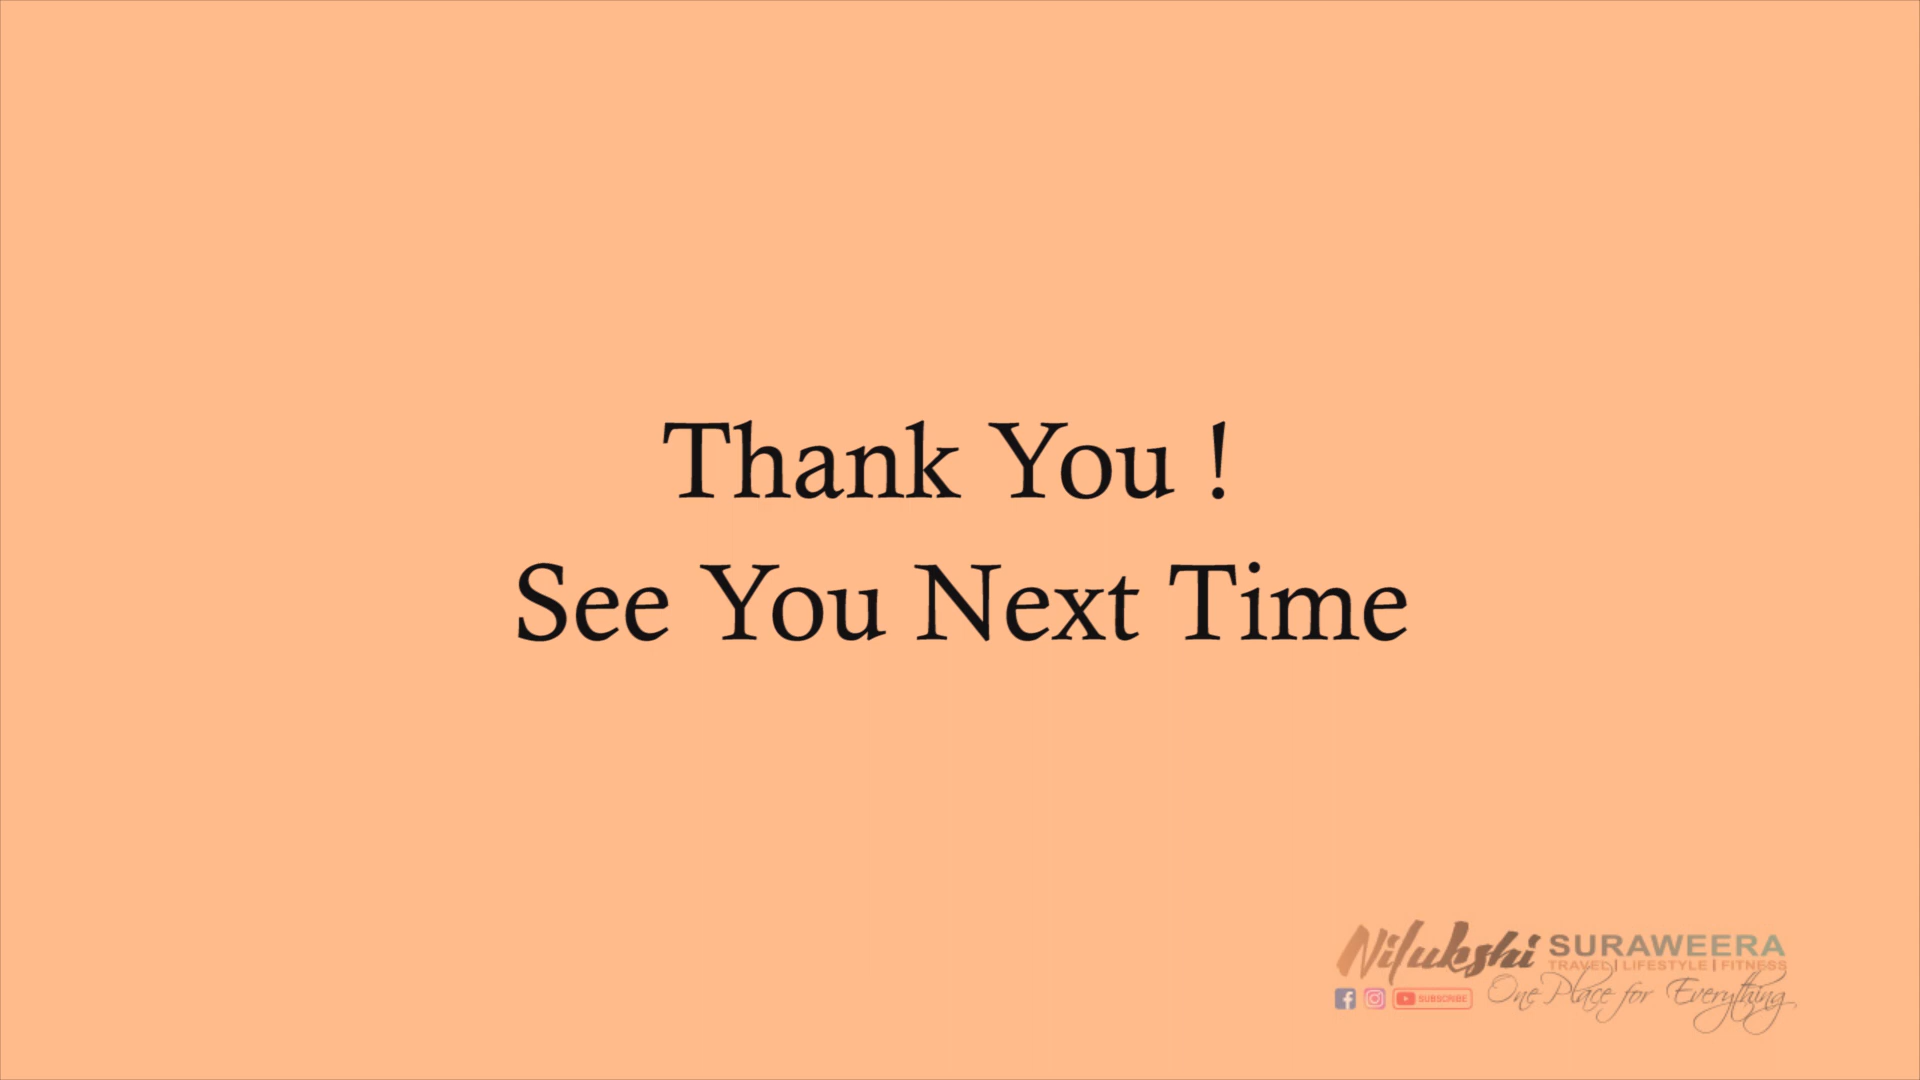 Thank You !
See You Next Time
Nilukshi SURAWEERA
TRAVEL | LIFESTYLE | FITNESS
SUBSCRIBE One Place for Everything